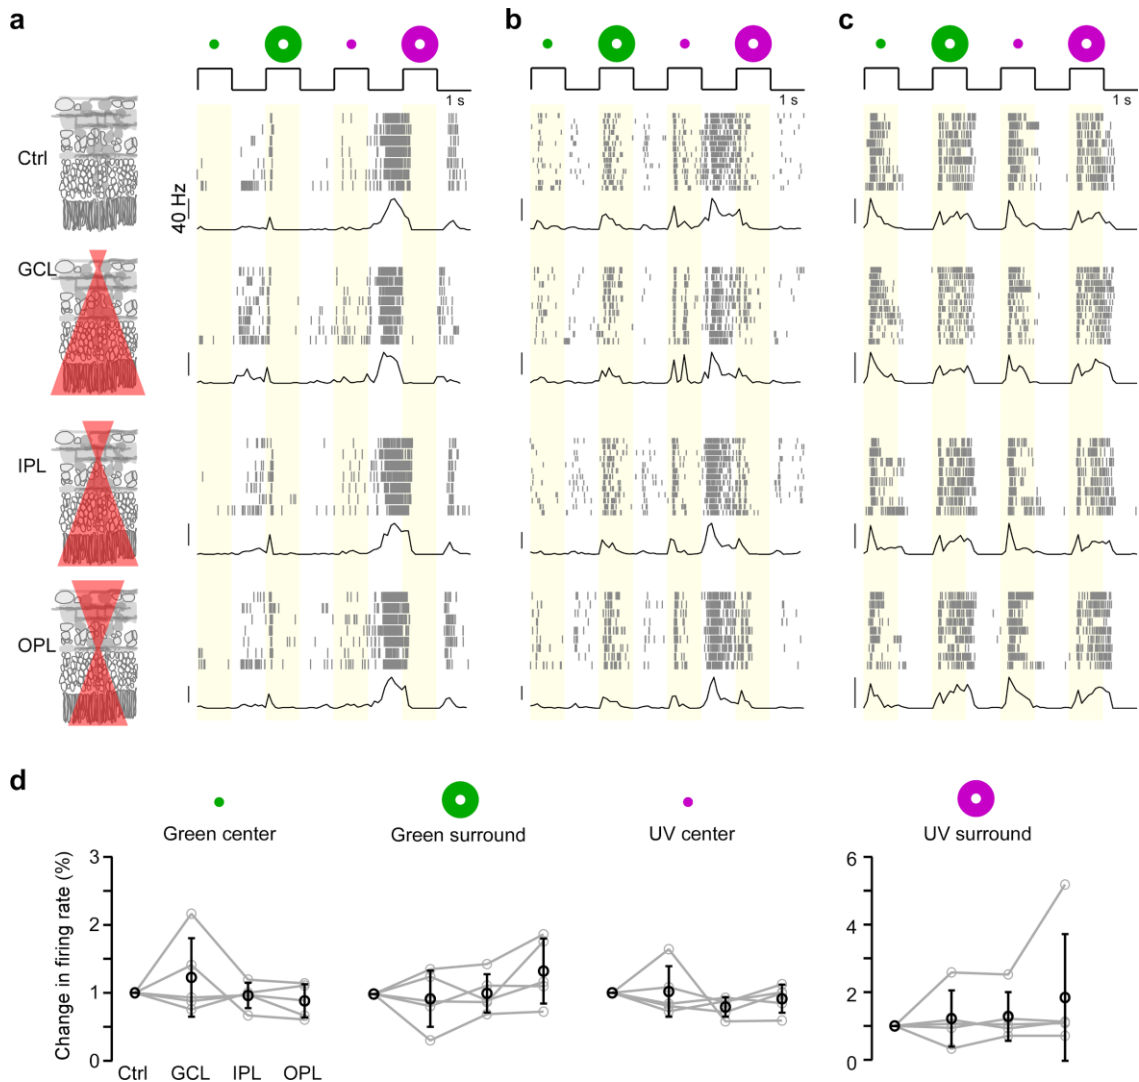 a
b
c
1 s
1 s
1 s
Ctrl
40 Hz
GCL
IPL
OPL
d
Green center
Green surround
UV center
UV surround
Change in firing rate (%)
3
2
1
0
6
4
2
0
Ctrl GCL IPL OPL